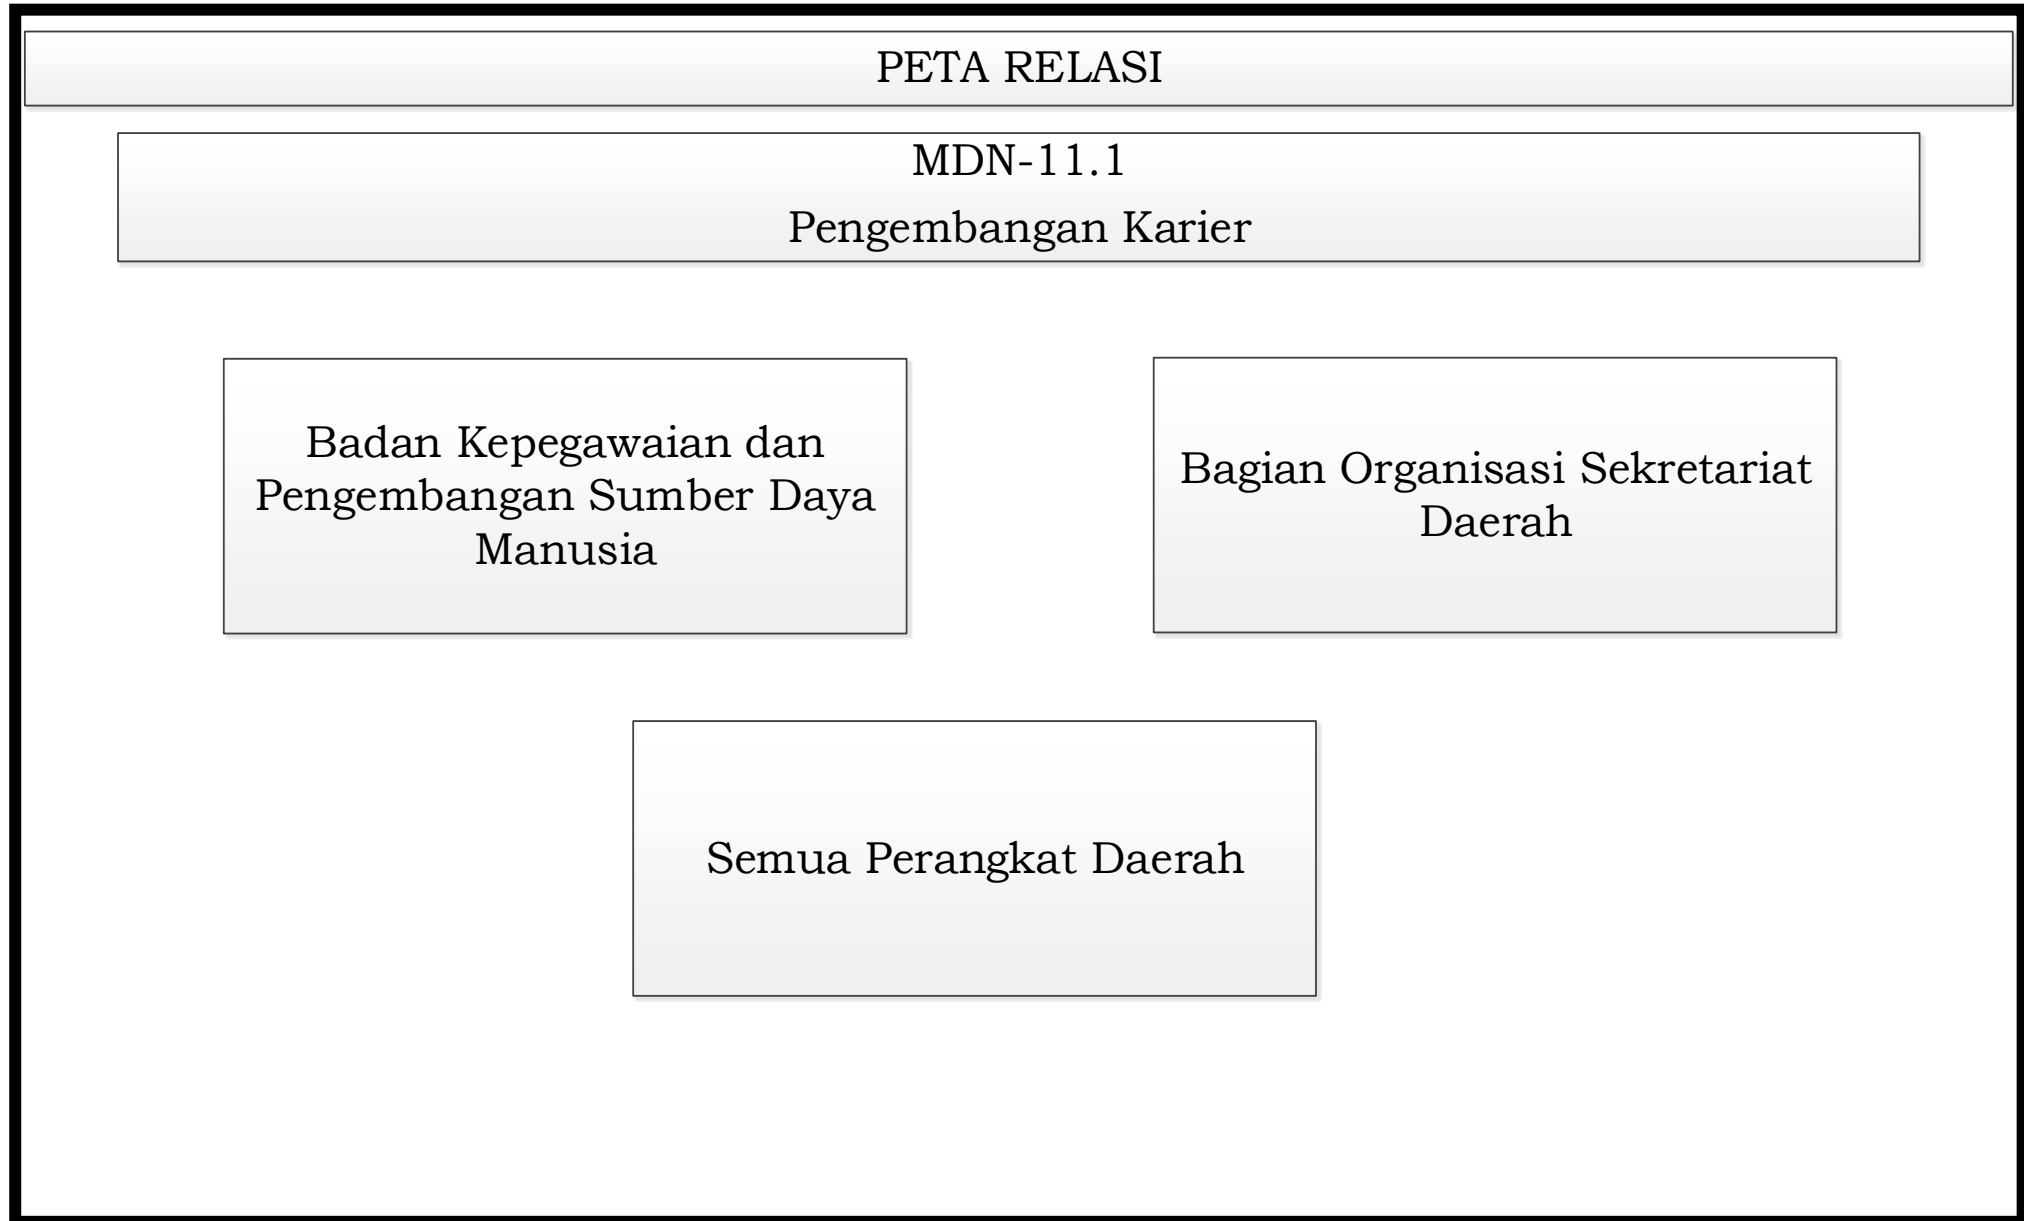 PETA RELASI
MDN-11.1
Pengembangan Karier
Badan Kepegawaian dan
Pengembangan Sumber Daya
Manusia
Bagian Organisasi Sekretariat
Daerah
Semua Perangkat Daerah